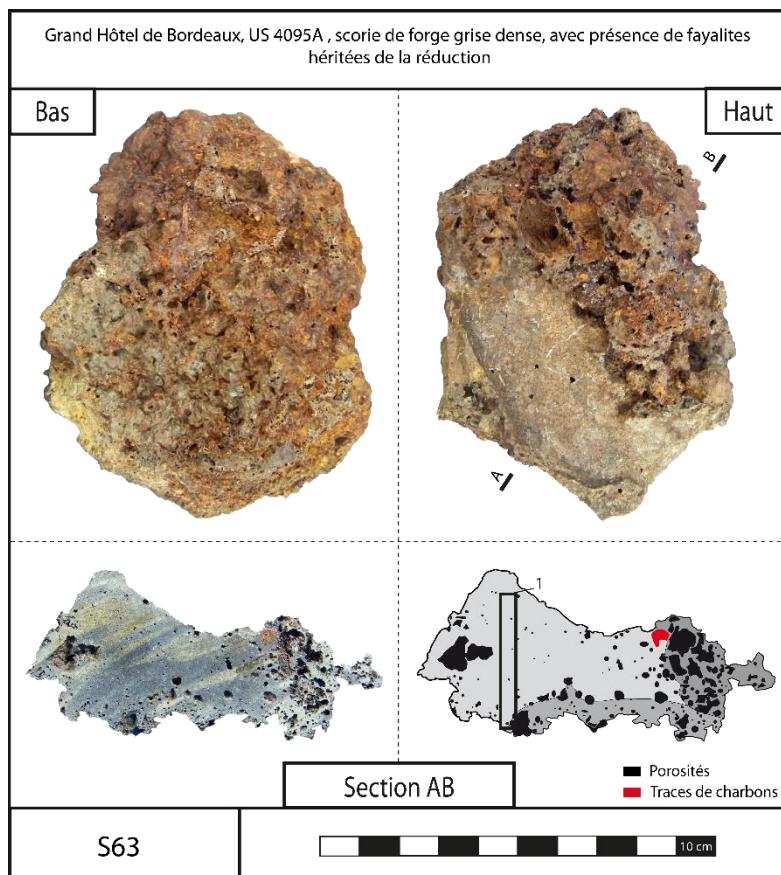 Grand Hôtel de Bordeaux, US 4095A , scorie de forge grise dense, avec présence de fayalites
héritées de la réduction
Bas
Haut
B
A
1
Porosités
Traces de charbons
Section AB
S63
10 cm